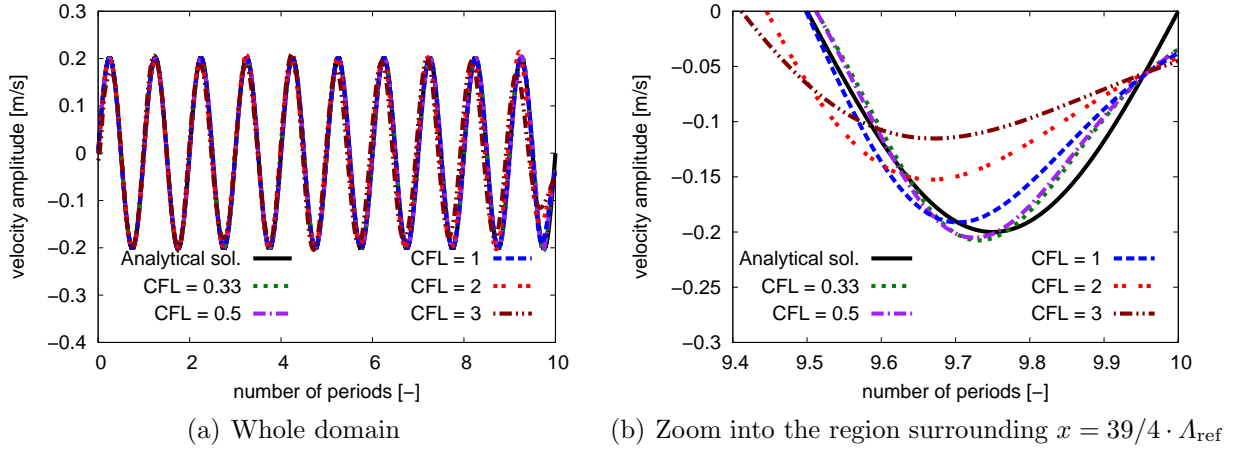 0.3
0.2
0.1
0
−0.1
−0.2
−0.3
−0.4
velocity amplitude [m/s]
Analytical sol.
CFL = 0.33
CFL = 0.5
CFL = 1
CFL = 2
CFL = 3
0 2 4 6 8 10
number of periods [−]
(a) Whole domain
0
−0.05
−0.1
−0.15
−0.2
−0.25
−0.3
velocity amplitude [m/s]
Analytical sol.
CFL = 0.33
CFL = 0.5
CFL = 1
CFL = 2
CFL = 3
9.4 9.5 9.6 9.7 9.8 9.9 10
number of periods [−]
(b) Zoom into the region surrounding x = 39/4 · Λref